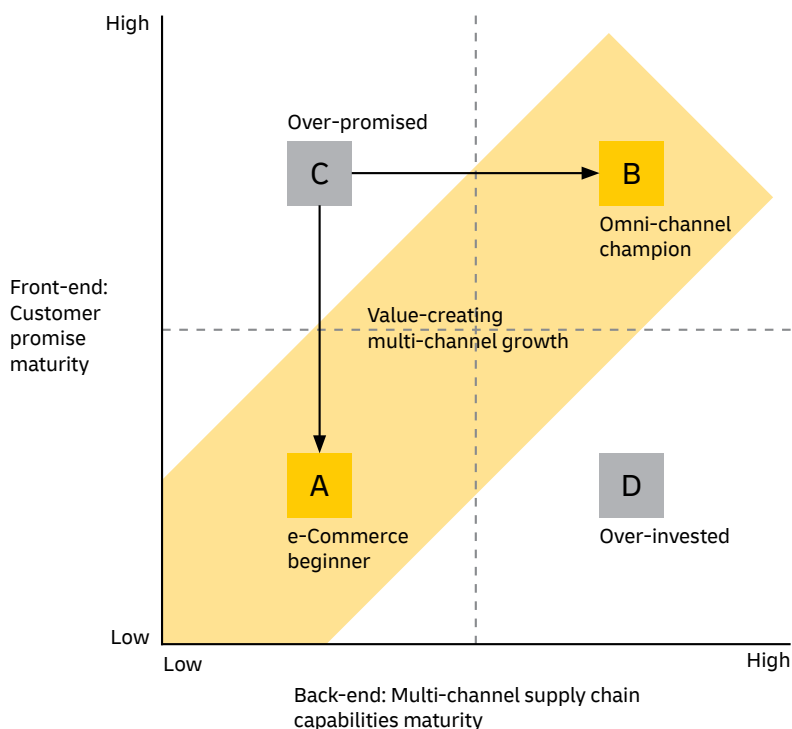 High
Over-promised
C
B
Omni-channel
champion
Front-end:
Customer
promise
maturity
Value-creating
multi-channel growth
A
D
e-Commerce
beginner
Over-invested
Low
Low
High
Back-end: Multi-channel supply chain
capabilities maturity